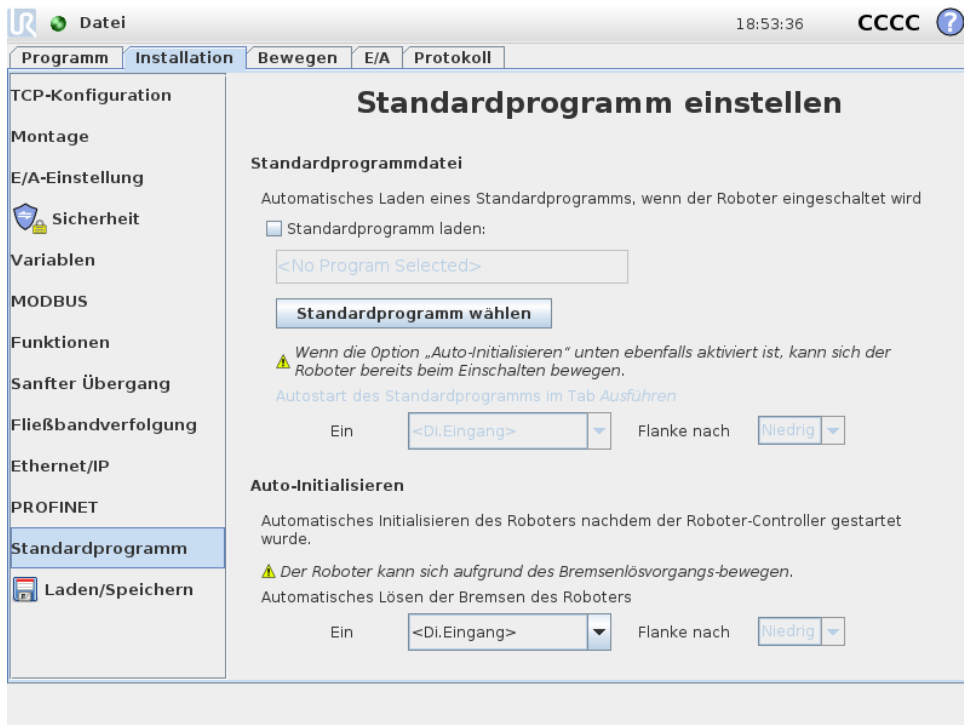 UR Datei 18:53:36 CCCC ?
Programm Installation Bewegen E/A Protokoll
TCP-Konfiguration
Montage
E/A-Einstellung
Sicherheit
Variablen
MODBUS
Funktionen
Sanfter Übergang
Fließbandverfolgung
Ethernet/IP
PROFINET
Standardprogramm
Laden/Speichern
Standardprogramm einstellen
Standardprogrammdatei
Automatisches Laden eines Standardprogramms, wenn der Roboter eingeschaltet wird
Standardprogramm laden:
<No Program Selected>
Standardprogramm wählen
Wenn die Option „Auto-Initialisieren“ unten ebenfalls aktiviert ist, kann sich der
Roboter bereits beim Einschalten bewegen.
Autostart des Standardprogramms im Tab Ausführen
Ein <Di.Eingang> Flanke nach Niedrig
Auto-Initialisieren
Automatisches Initialisieren des Roboters nachdem der Roboter-Controller gestartet
wurde.
Der Roboter kann sich aufgrund des Bremsenlösvorgangs-bewegen.
Automatisches Lösen der Bremsen des Roboters
Ein <Di.Eingang> Flanke nach Niedrig